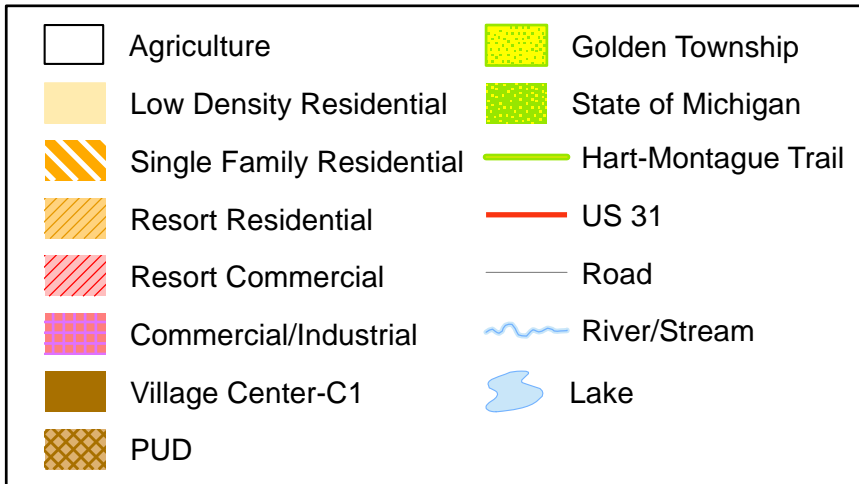 Agriculture
Low Density Residential
Single Family Residential
Resort Residential
Resort Commercial
Commercial/Industrial
Village Center-C1
PUD
Golden Township
State of Michigan
Hart-Montague Trail
US 31
Road
River/Stream
Lake